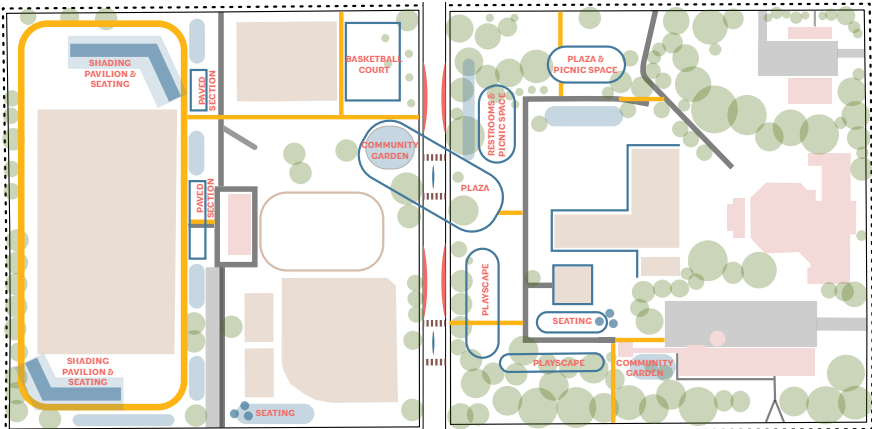 SHADING
PAVILION &
SEATING
PAVED
SECTION
BASKETBALL
COURT
PLAZA &
PICNIC SPACE
RESTROOMS &
PICNIC SPACE
COMMUNITY
GARDEN
PAVED
SECTION
PLAZA
PLAYSCAPE
SEATING
SHADING
PAVILION &
SEATING
PLAYSCAPE
COMMUNITY
GARDEN
SEATING